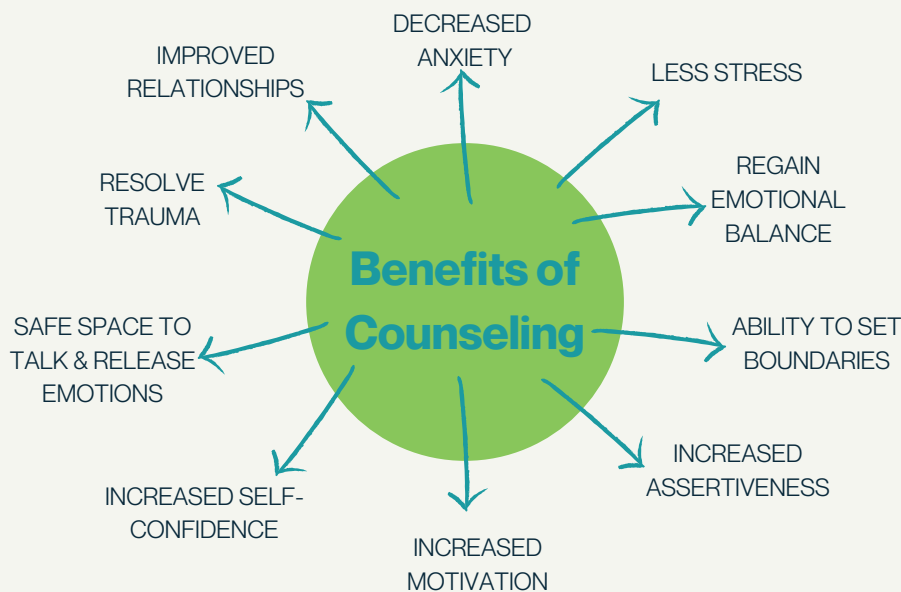 DECREASED
ANXIETY
LESS STRESS
REGAIN
EMOTIONAL
BALANCE
ABILITY TO SET
BOUNDARIES
INCREASED
ASSERTIVENESS
INCREASED
MOTIVATION
INCREASED SELF-
CONFIDENCE
SAFE SPACE TO
TALK & RELEASE
EMOTIONS
RESOLVE
TRAUMA
IMPROVED
RELATIONSHIPS
Benefits of
Counseling